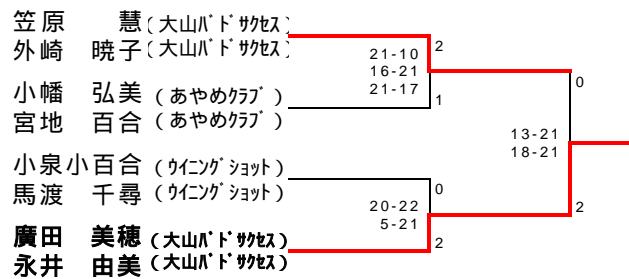 笠原　　慧（大山ﾊﾞﾄﾞｻｸｾｽ）
外崎　暁子（大山ﾊﾞﾄﾞｻｸｾｽ）
小幡　弘美（あやめｸﾗﾌﾞ）
宮地　百合（あやめｸﾗﾌﾞ）
小泉小百合（ｳｲﾆﾝｸﾞｼｮｯﾄ）
馬渡　千尋（ｳｲﾆﾝｸﾞｼｮｯﾄ）
廣田　美穂（大山ﾊﾞﾄﾞｻｸｾｽ）
永井　由美（大山ﾊﾞﾄﾞｻｸｾｽ）
2
21-10
16-21
21-17
1
0
20-22
5-21
2
0
13-21
18-21
2